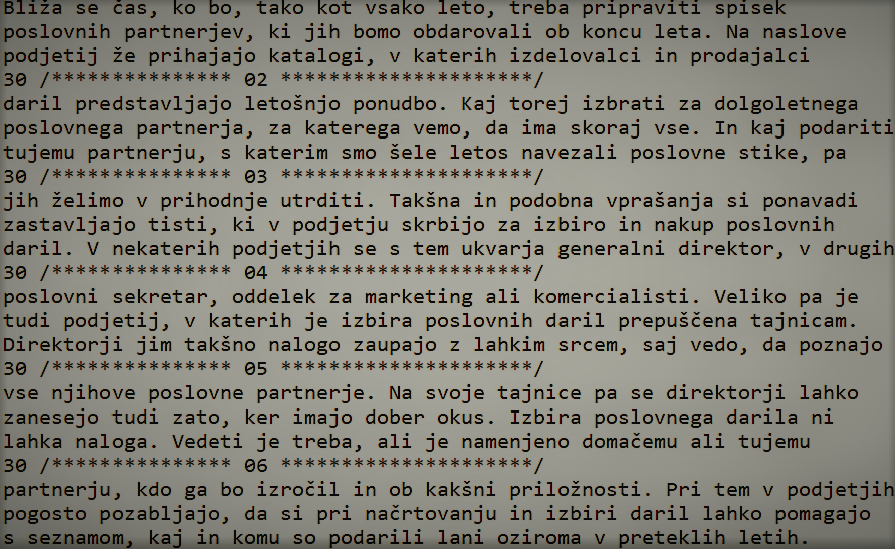 Bliža se čas, ko bo, tako kot vsako leto, treba pripraviti spisek
poslovnih partnerjev, ki jih bomo obdarovali ob koncu leta. Na naslove
podjetij že prihajajo katalogi, v katerih izdelovalci in prodajalci
30 /*************** 02 *********************/
daril predstavljajo letošnjo ponudbo. Kaj torej izbrati za dolgoletnega
poslovnega partnerja, za katerega vemo, da ima skoraj vse. In kaj podariti
tujemu partnerju, s katerim smo šele letos navezali poslovne stike, pa
30 /*************** 03 *********************/
jih želimo v prihodnje utrditi. Takšna in podobna vprašanja si ponavadi
zastavljajo tisti, ki v podjetju skrbijo za izbiro in nakup poslovnih
daril. V nekaterih podjetjih se s tem ukvarja generalni direktor, v drugih
30 /*************** 04 *********************/
poslovni sekretar, oddelek za marketing ali komercialisti. Veliko pa je
tudi podjetij, v katerih je izbira poslovnih daril prepuščena tajnicam.
Direktorji jim takšno nalogo zaupajo z lahkim srcem, saj vedo, da poznajo
30 /*************** 05 *********************/
vse njihove poslovne partnerje. Na svoje tajnice pa se direktorji lahko
zanesejo tudi zato, ker imajo dober okus. Izbira poslovnega darila ni
lahka naloga. Vedeti je treba, ali je namenjeno domačemu ali tujemu
30 /*************** 06 *********************/
partnerju, kdo ga bo izročil in ob kakšni priložnosti. Pri tem v podjetjih
pogosto pozabljajo, da si pri načrtovanju in izbiri daril lahko pomagajo
s seznamom, kaj in komu so podarili lani oziroma v preteklih letih.